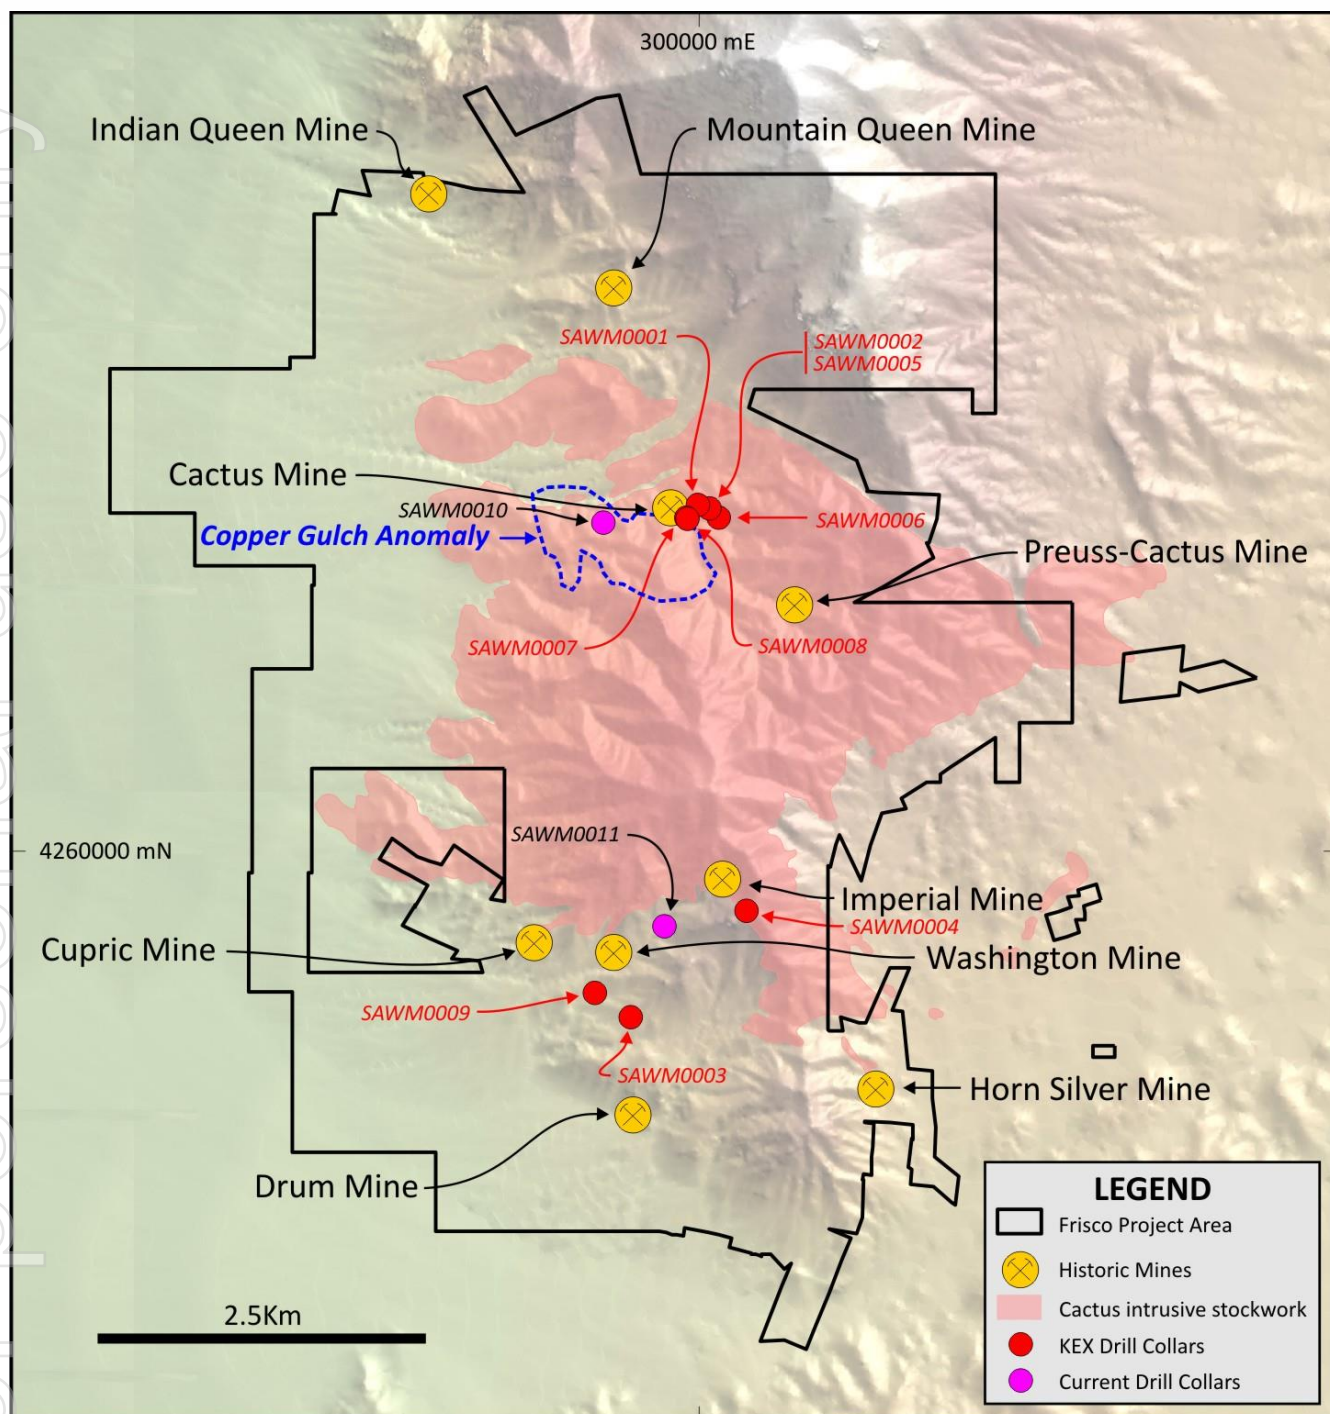 300000 mE
Indian Queen Mine
Mountain Queen Mine
SAWM0001
SAWM0002
SAWM0005
Cactus Mine
SAWM0010
SAWM0006
Copper Gulch Anomaly
Preuss-Cactus Mine
SAWM0007
SAWM0008
SAWM0011
4260000 mN
Imperial Mine
SAWM0004
Cupric Mine
Washington Mine
SAWM0009
SAWM0003
Horn Silver Mine
Drum Mine
2.5Km
LEGEND
Frisco Project Area
Historic Mines
Cactus intrusive stockwork
KEX Drill Collars
Current Drill Collars